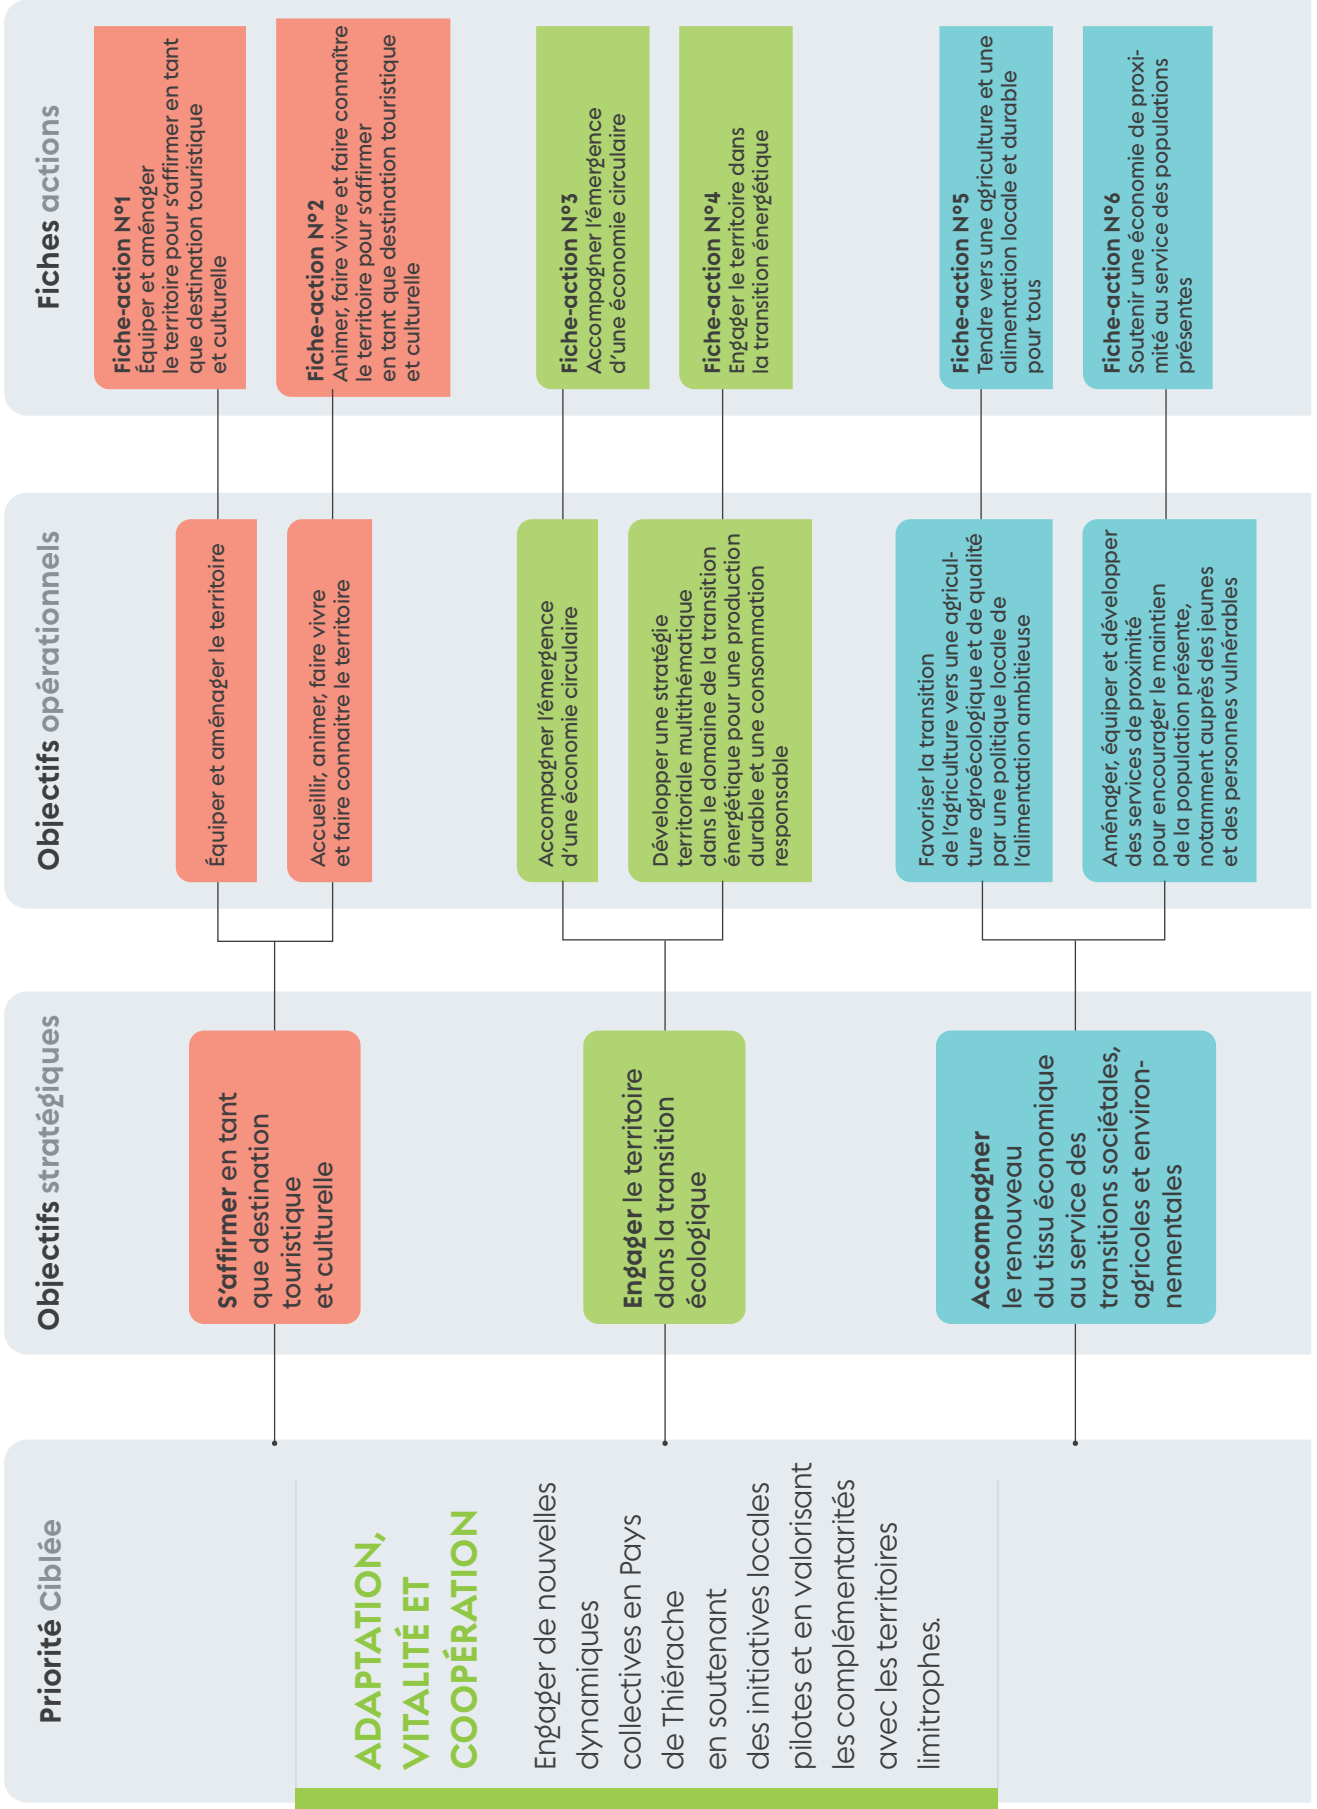 Priorité Ciblée
ADAPTATION,
VITALITÉ ET
COOPÉRATION
Engager de nouvelles
dynamiques
collectives en Pays
de Thiérache
en soutenant
des initiatives locales
pilotes et en valorisant
les complémentarités
avec les territoires
limitrophes.
Objectifs stratégiques
S'affirmer en tant
que destination
touristique
et culturelle
Engager le territoire
dans la transition
écologique
Accompagner
le renouveau
du tissu économique
au service des
transitions sociétales,
agricoles et environ-
nementales
Objectifs opérationnels
Équiper et aménager le territoire
Accueillir, animer, faire vivre
et faire connaitre le territoire
Accompagner l'émergence
d'une économie circulaire
Développer une stratégie
territoriale multithématique
dans le domaine de la transition
énergétique pour une production
durable et une consommation
responsable
Favoriser la transition
de l'agriculture vers une agricul-
ture agroécologique et de qualité
par une politique locale de
l'alimentation ambitieuse
Aménager, équiper et développer
des services de proximité
pour encourager le maintien
de la population présente,
notamment auprès des jeunes
et des personnes vulnérables
Fiches actions
Fiche-action N°1
Équiper et aménager
le territoire pour s'affirmer en tant
que destination touristique
et culturelle
Fiche-action N°2
Animer, faire vivre et faire connaître
le territoire pour s'affirmer
en tant que destination touristique
et culturelle
Fiche-action N°3
Accompagner l'émergence
d'une économie circulaire
Fiche-action N°4
Engager le territoire dans
la transition énergétique
Fiche-action N°5
Tendre vers une agriculture et une
alimentation locale et durable
pour tous
Fiche-action N°6
Soutenir une économie de proxi-
mité au service des populations
présentes